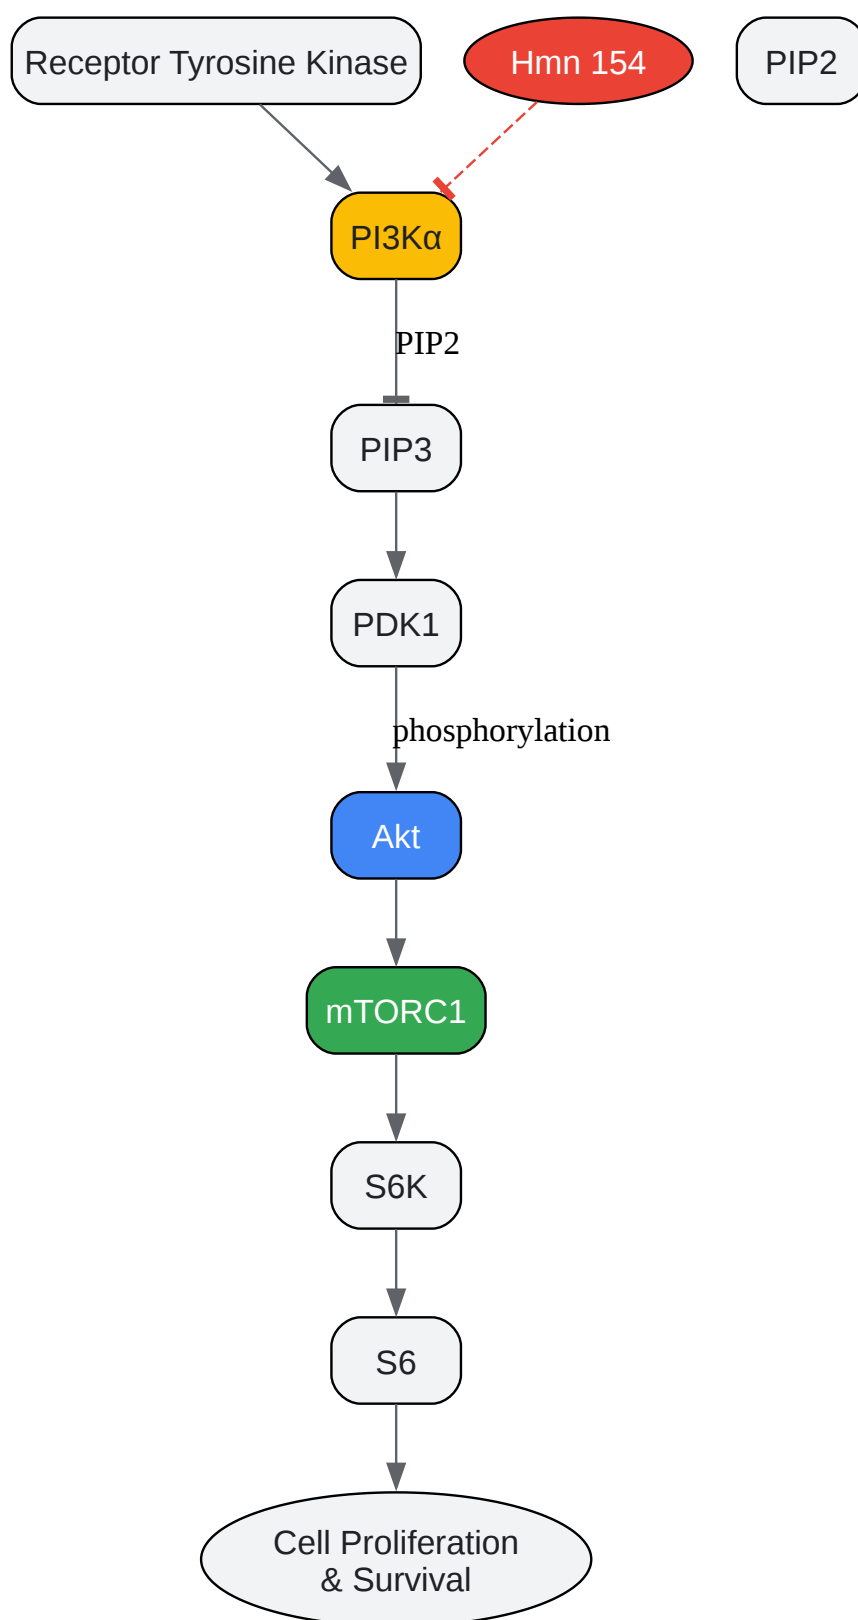 Receptor Tyrosine Kinase
Hmn 154
PIP2
PI3Kα
PIP2
PIP3
PDK1
phosphorylation
Akt
mTORC1
S6K
S6
Cell Proliferation
& Survival